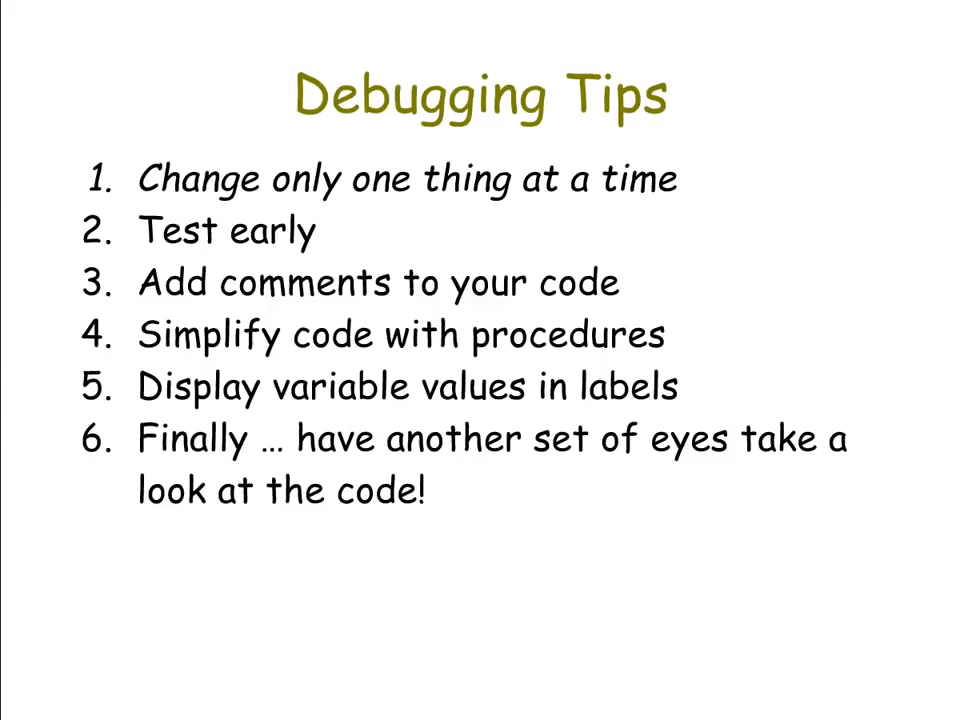 Debugging Tips
1. Change only one thing at a time
2. Test early
3. Add comments to your code
4. Simplify code with procedures
5. Display variable values in labels
6. Finally … have another set of eyes take a
look at the code!